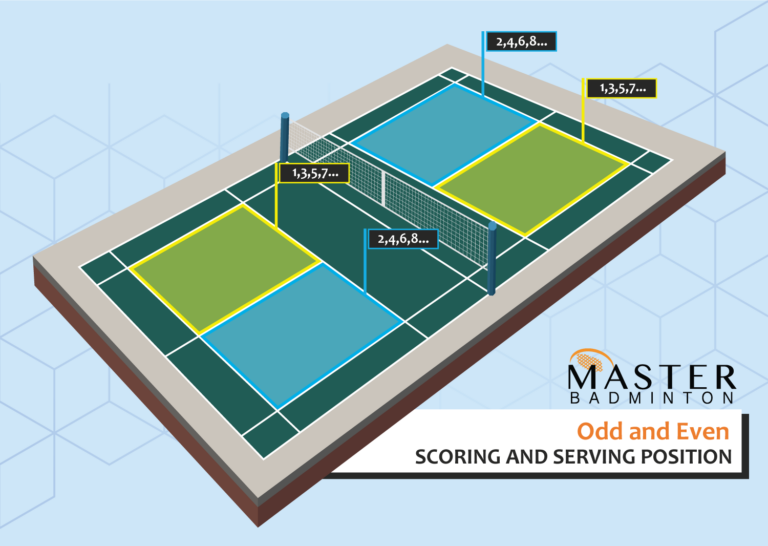 2,4,6,8...
1,3,5,7...
1,3,5,7...
2,4,6,8...
MASTER
BADMINTON
Odd and Even
SCORING AND SERVING POSITION